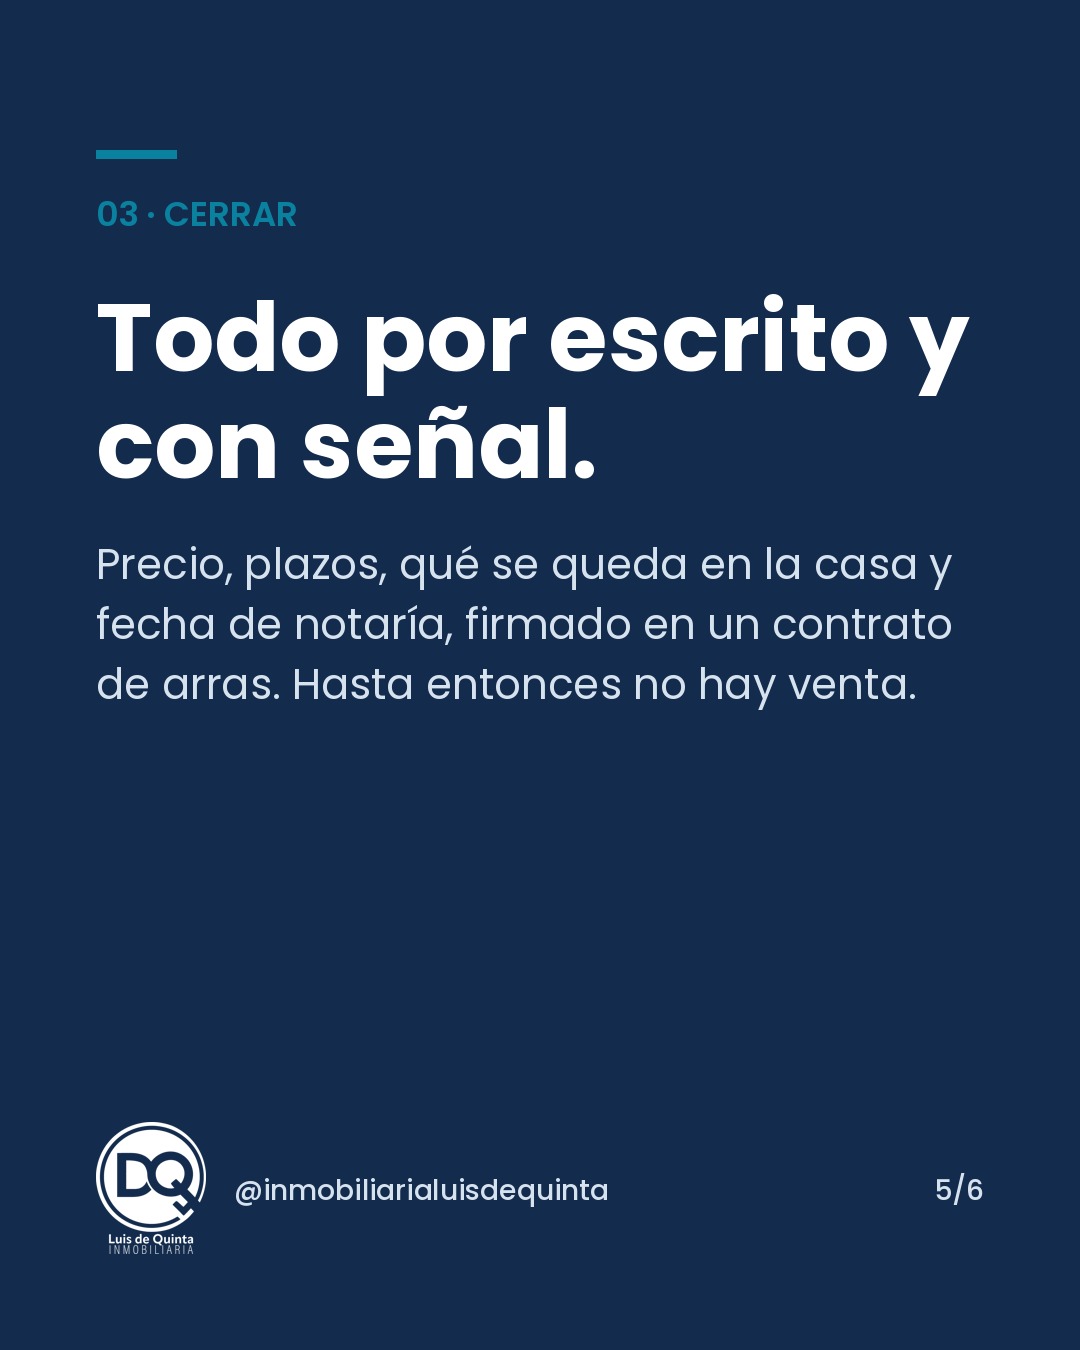 03 · CERRAR
Todo por escrito y
con señal.
Precio, plazos, qué se queda en la casa y
fecha de notaría, firmado en un contrato
de arras. Hasta entonces no hay venta.
DQ
Luis de Quinta
INMOBILIARIA
@inmobiliarialuisdequinta
5/6